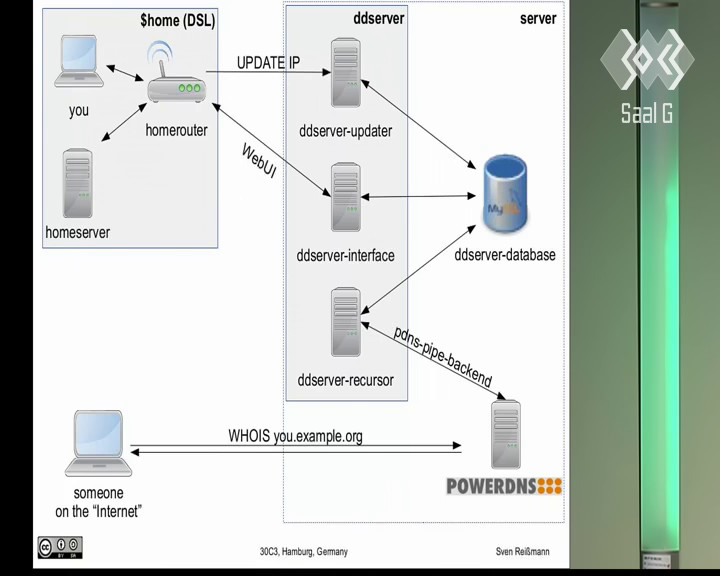 $home (DSL)
ddserver
server
UPDATE IP
you
homerouter
ddserver-updater
WebUI
homeserver
MySQL
ddserver-interface
ddserver-database
pdns-pipe-backend
ddserver-recursor
WHOIS you.example.org
someone
on the “Internet”
POWERDNS
cc
BY SA
30C3, Hamburg, Germany
Sven Reißmann
Saal G